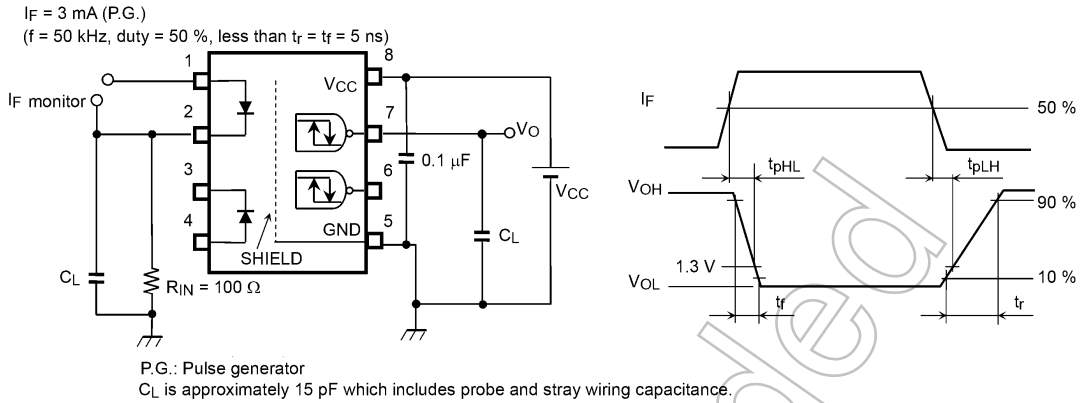 IF = 3 mA (P.G.)
(f = 50 kHz, duty = 50 %, less than tr = tf = 5 ns)
1
8
VCC
IF monitor
2
7
VO
0.1 μF
VCC
3
6
4
5
GND
SHIELD
CL
CL
RIN = 100 Ω
P.G.: Pulse generator
CL is approximately 15 pF which includes probe and stray wiring capacitance.
IF
50 %
tpHL
tpLH
VOH
90 %
1.3 V
VOL
10 %
tf
tr
ded